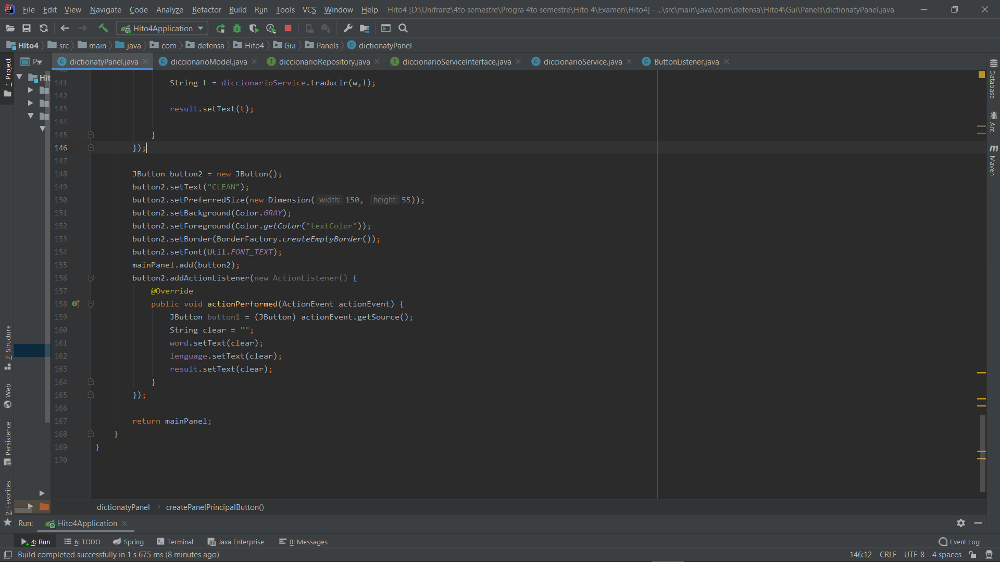 File Edit View Navigate Code Analyze Refactor Build Run Tools VCS Window Help Hito4 [D:\Unifranz\4to semestre\Progra 4to semestre\Hito 4\Examen\Hito4] - ...\src\main\java\com\defensa\Hito4\Gui\Panels\dictionatyPanel.java
Hito4Application
Hito4 src main java com defensa Hito4 Gui Panels dictionatyPanel
1: Project
P...
dictionatyPanel.java diccionarioModel.java diccionarioRepository.java diccionarioServiceInterface.java diccionarioService.java ButtonListener.java
Hit
140
141 String t = diccionarioService.traducir(w,l);
142
143 result.setText(t);
144
145 }
146 });
147
148 JButton button2 = new JButton();
149 button2.setText("CLEAN");
150 button2.setPreferredSize(new Dimension( width: 150, height: 55));
151 button2.setBackground(Color.GRAY);
152 button2.setForeground(Color.getColor("textColor"));
153 button2.setBorder(BorderFactory.createEmptyBorder());
154 button2.setFont(Util.FONT_TEXT);
155 mainPanel.add(button2);
156 button2.addActionListener(new ActionListener() {
157 @Override
158 public void actionPerformed(ActionEvent actionEvent) {
159 JButton button1 = (JButton) actionEvent.getSource();
160 String clear = "";
161 word.setText(clear);
162 lenguage.setText(clear);
163 result.setText(clear);
164 }
165 });
166
167 return mainPanel;
168 }
169 }
170
Database
Ant
Maven
7: Structure
Web
Persistence
2: Favorites
dictionatyPanel › createPanelPrincipalButton()
Run: Hito4Application
4: Run 6: TODO Spring Terminal Java Enterprise 0: Messages Event Log
Build completed successfully in 1 s 675 ms (8 minutes ago) 146:12 CRLF UTF-8 4 spaces